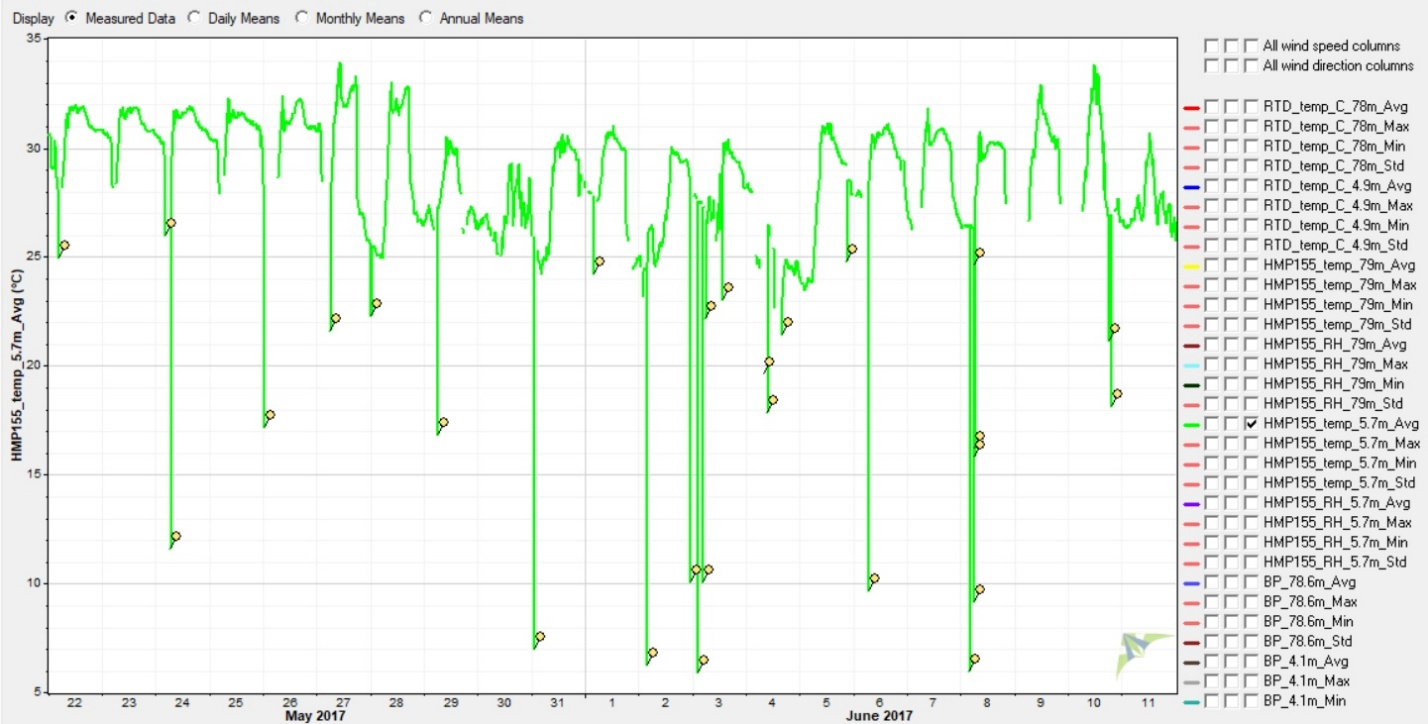 Display Measured Data Daily Means Monthly Means Annual Means
HMP155_temp_5.7m_Avg (°C)
35
30
25
20
15
10
5
22 23 24 25 26 27 28 29 30 31 1 2 3 4 5 6 7 8 9 10 11
May 2017 June 2017
All wind speed columns
All wind direction columns
RTD_temp_C_78m_Avg
RTD_temp_C_78m_Max
RTD_temp_C_78m_Min
RTD_temp_C_78m_Std
RTD_temp_C_4.9m_Avg
RTD_temp_C_4.9m_Max
RTD_temp_C_4.9m_Min
RTD_temp_C_4.9m_Std
HMP155_temp_79m_Avg
HMP155_temp_79m_Max
HMP155_temp_79m_Min
HMP155_temp_79m_Std
HMP155_RH_79m_Avg
HMP155_RH_79m_Max
HMP155_RH_79m_Min
HMP155_RH_79m_Std
HMP155_temp_5.7m_Avg
HMP155_temp_5.7m_Max
HMP155_temp_5.7m_Min
HMP155_temp_5.7m_Std
HMP155_RH_5.7m_Avg
HMP155_RH_5.7m_Max
HMP155_RH_5.7m_Min
HMP155_RH_5.7m_Std
BP_78.6m_Avg
BP_78.6m_Max
BP_78.6m_Min
BP_78.6m_Std
BP_4.1m_Avg
BP_4.1m_Max
BP_4.1m_Min